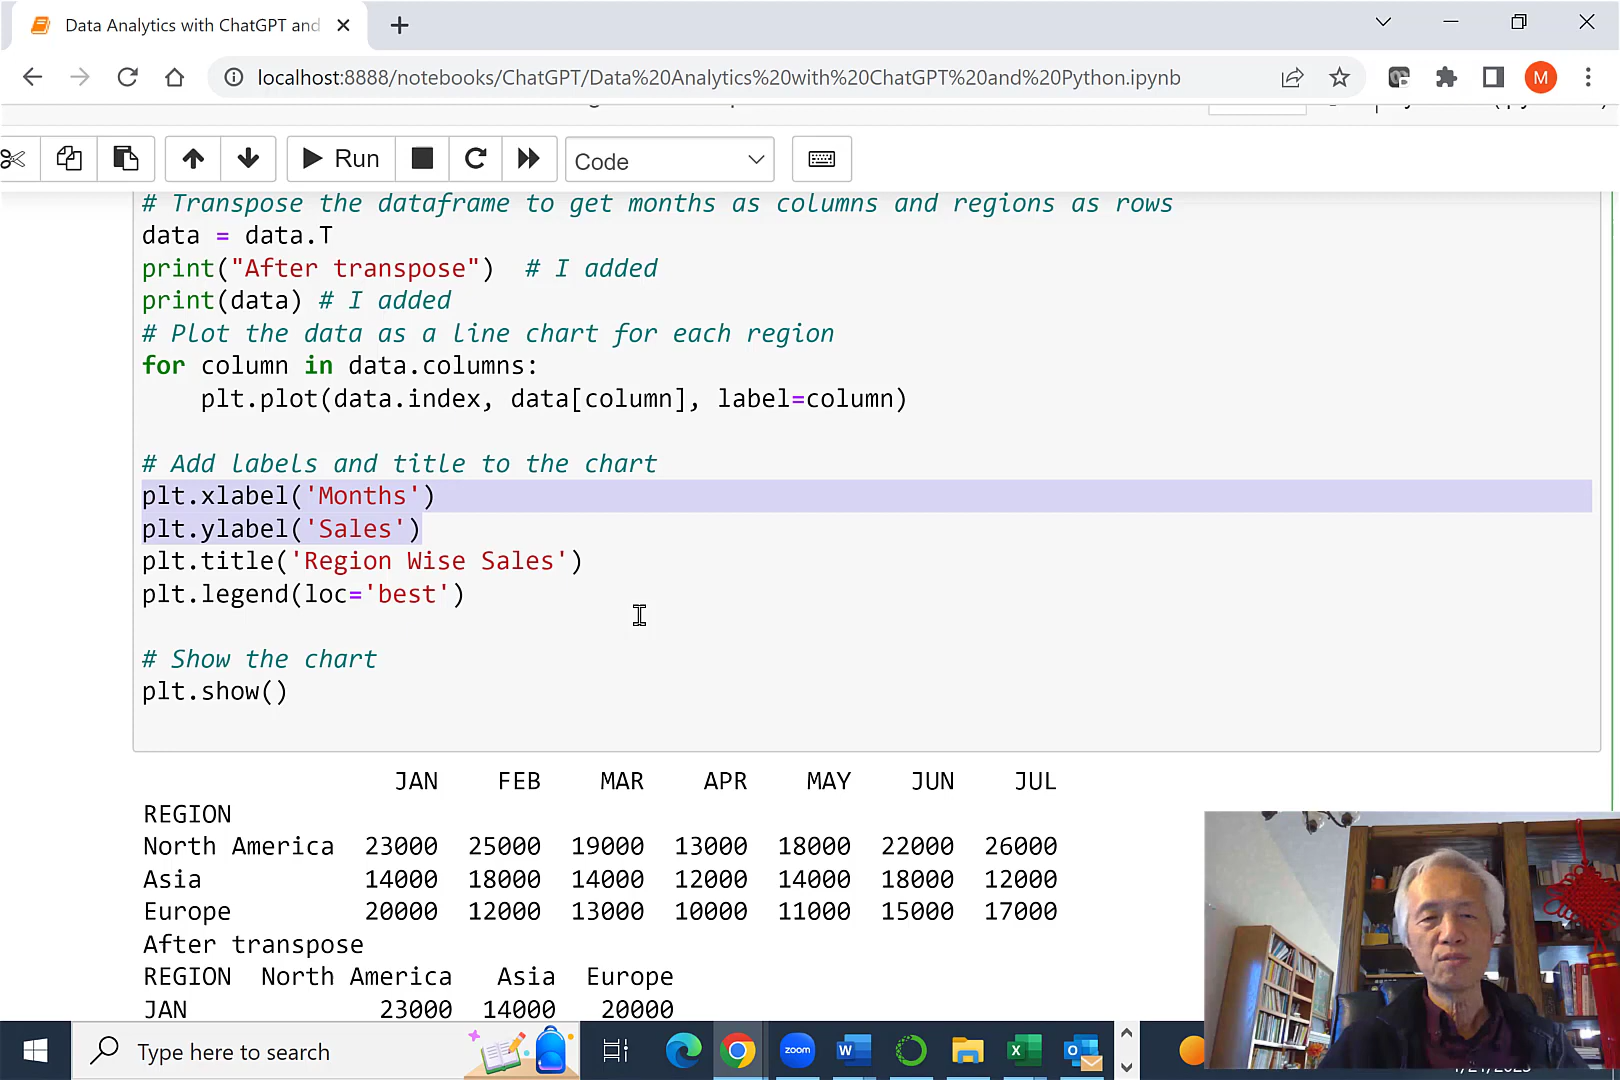 Data Analytics with ChatGPT and
localhost:8888/notebooks/ChatGPT/Data%20Analytics%20with%20ChatGPT%20and%20Python.ipynb
M
Run
Code
# Transpose the dataframe to get months as columns and regions as rows
data = data.T
print("After transpose")  # I added
print(data) # I added
# Plot the data as a line chart for each region
for column in data.columns:
    plt.plot(data.index, data[column], label=column)
# Add labels and title to the chart
plt.xlabel('Months')
plt.ylabel('Sales')
plt.title('Region Wise Sales')
plt.legend(loc='best')
# Show the chart
plt.show()
JAN FEB MAR APR MAY JUN JUL
REGION
North America 23000 25000 19000 13000 18000 22000 26000
Asia 14000 18000 14000 12000 14000 18000 12000
Europe 20000 12000 13000 10000 11000 15000 17000
After transpose
REGION North America Asia Europe
JAN 23000 14000 20000
Type here to search
zoom
W
X
O